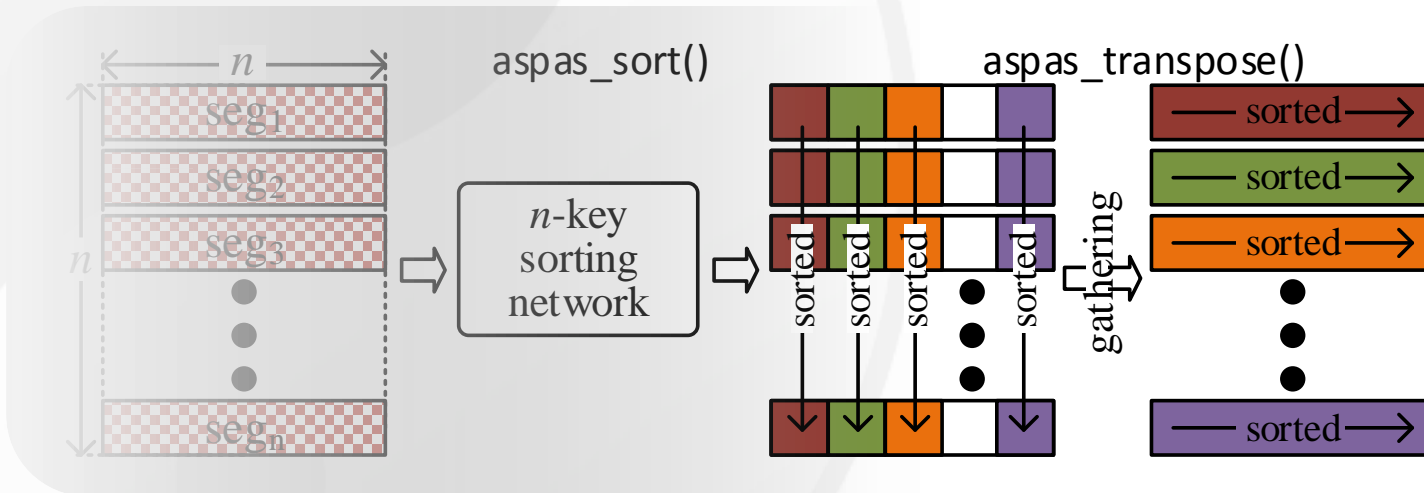 n
aspas_sort()
aspas_transpose()
n
seg1
seg2
seg3
segn
n-key
sorting
network
sorted
sorted
sorted
sorted
gathering
sorted
sorted
sorted
sorted